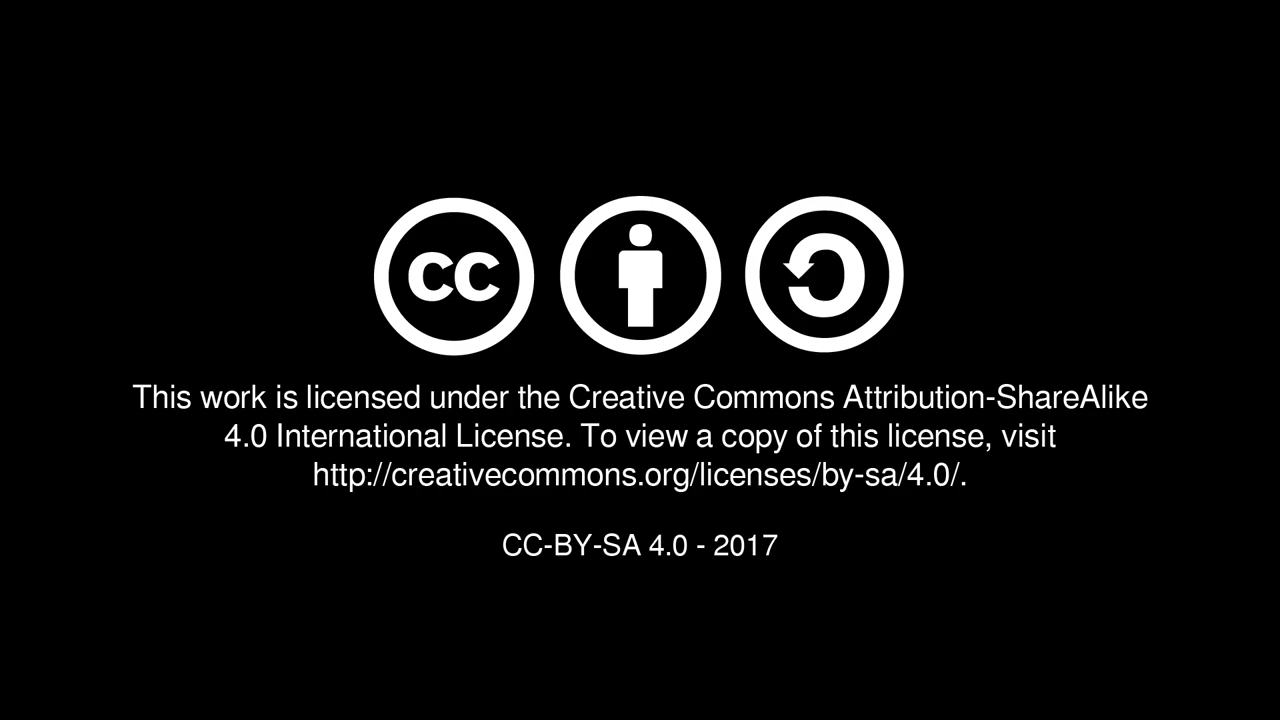 cc
This work is licensed under the Creative Commons Attribution-ShareAlike
4.0 International License. To view a copy of this license, visit
http://creativecommons.org/licenses/by-sa/4.0/.
CC-BY-SA 4.0 - 2017